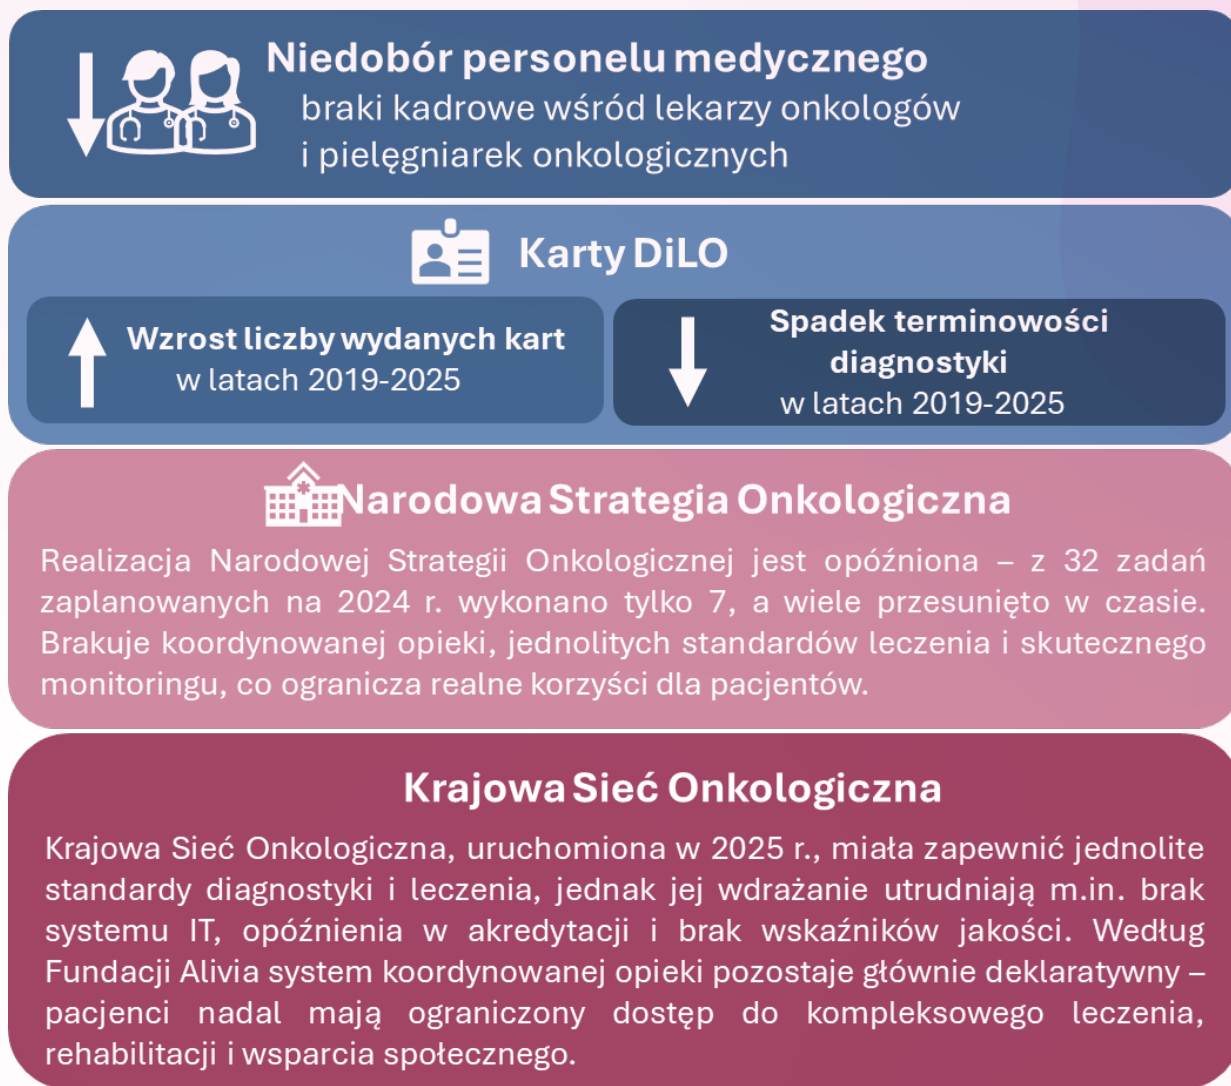 Niedobór personelu medycznego
braki kadrowe wśród lekarzy onkologów
i pielęgniarek onkologicznych
Karty DiLO
Wzrost liczby wydanych kart
w latach 2019-2025
Spadek terminowości
diagnostyki
w latach 2019-2025
Narodowa Strategia Onkologiczna
Realizacja Narodowej Strategii Onkologicznej jest opóźniona – z 32 zadań
zaplanowanych na 2024 r. wykonano tylko 7, a wiele przesunięto w czasie.
Brakuje koordynowanej opieki, jednolitych standardów leczenia i skutecznego
monitoringu, co ogranicza realne korzyści dla pacjentów.
Krajowa Sieć Onkologiczna
Krajowa Sieć Onkologiczna, uruchomiona w 2025 r., miała zapewnić jednolite
standardy diagnostyki i leczenia, jednak jej wdrażanie utrudniają m.in. brak
systemu IT, opóźnienia w akredytacji i brak wskaźników jakości. Według
Fundacji Alivia system koordynowanej opieki pozostaje głównie deklaratywny –
pacjenci nadal mają ograniczony dostęp do kompleksowego leczenia,
rehabilitacji i wsparcia społecznego.